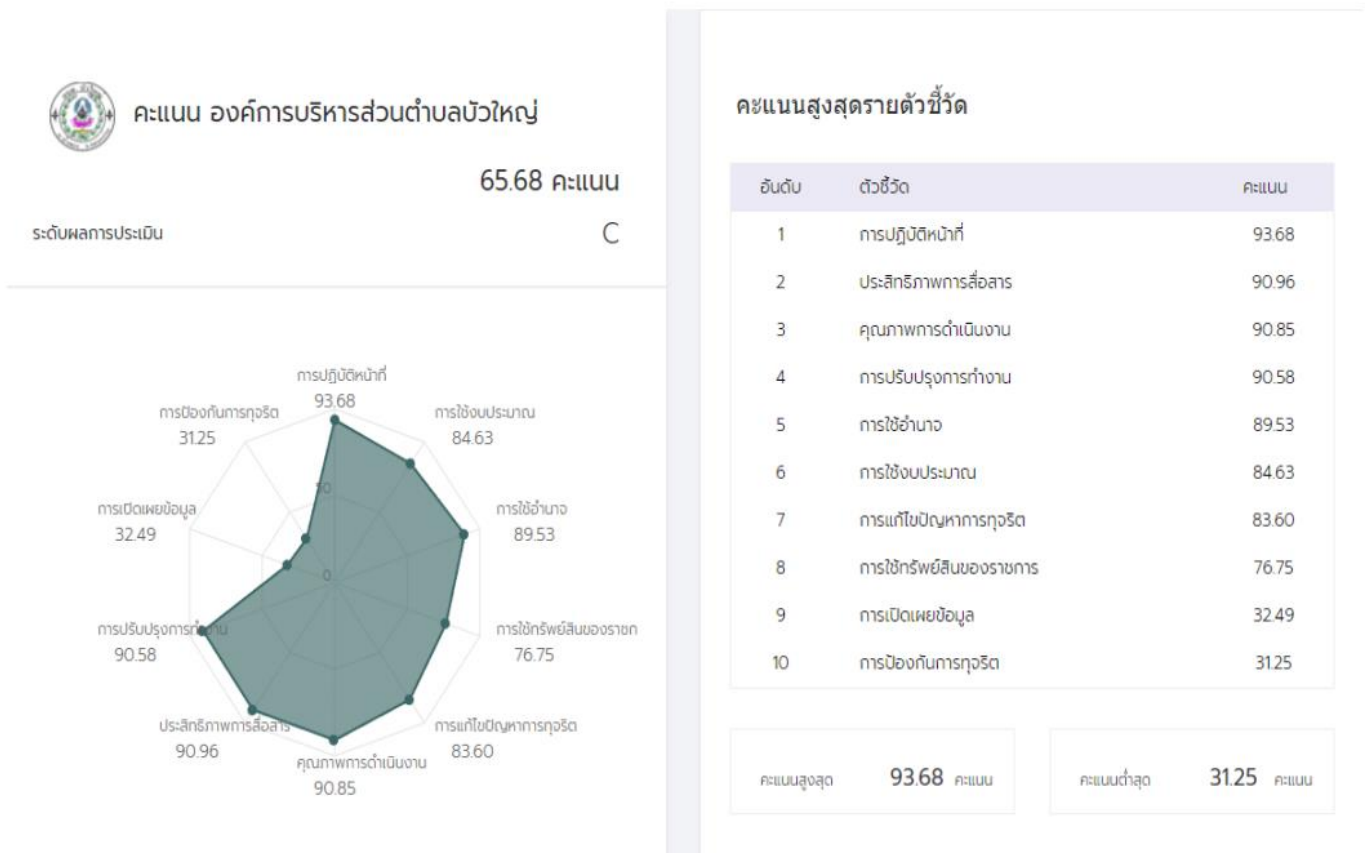 คะแนน องค์การบริหารส่วนตำบลบัวใหญ่
65.68 คะแนน
ระดับผลการประเมิน C
การปฏิบัติหน้าที่
93.68
การใช้งบประมาณ
84.63
การใช้อำนาจ
89.53
การใช้ทรัพย์สินของราชก
76.75
การแก้ไขปัญหาการทุจริต
83.60
คุณภาพการดำเนินงาน
90.85
ประสิทธิภาพการสื่อสาร
90.96
การปรับปรุงการทำงาน
90.58
การเปิดเผยข้อมูล
32.49
การป้องกันการทุจริต
31.25
50
0
คะแนนสูงสุดรายตัวชี้วัด
อันดับ ตัวชี้วัด คะแนน
1 การปฏิบัติหน้าที่ 93.68
2 ประสิทธิภาพการสื่อสาร 90.96
3 คุณภาพการดำเนินงาน 90.85
4 การปรับปรุงการทำงาน 90.58
5 การใช้อำนาจ 89.53
6 การใช้งบประมาณ 84.63
7 การแก้ไขปัญหาการทุจริต 83.60
8 การใช้ทรัพย์สินของราชการ 76.75
9 การเปิดเผยข้อมูล 32.49
10 การป้องกันการทุจริต 31.25
คะแนนสูงสุด 93.68 คะแนน
คะแนนต่ำสุด 31.25 คะแนน